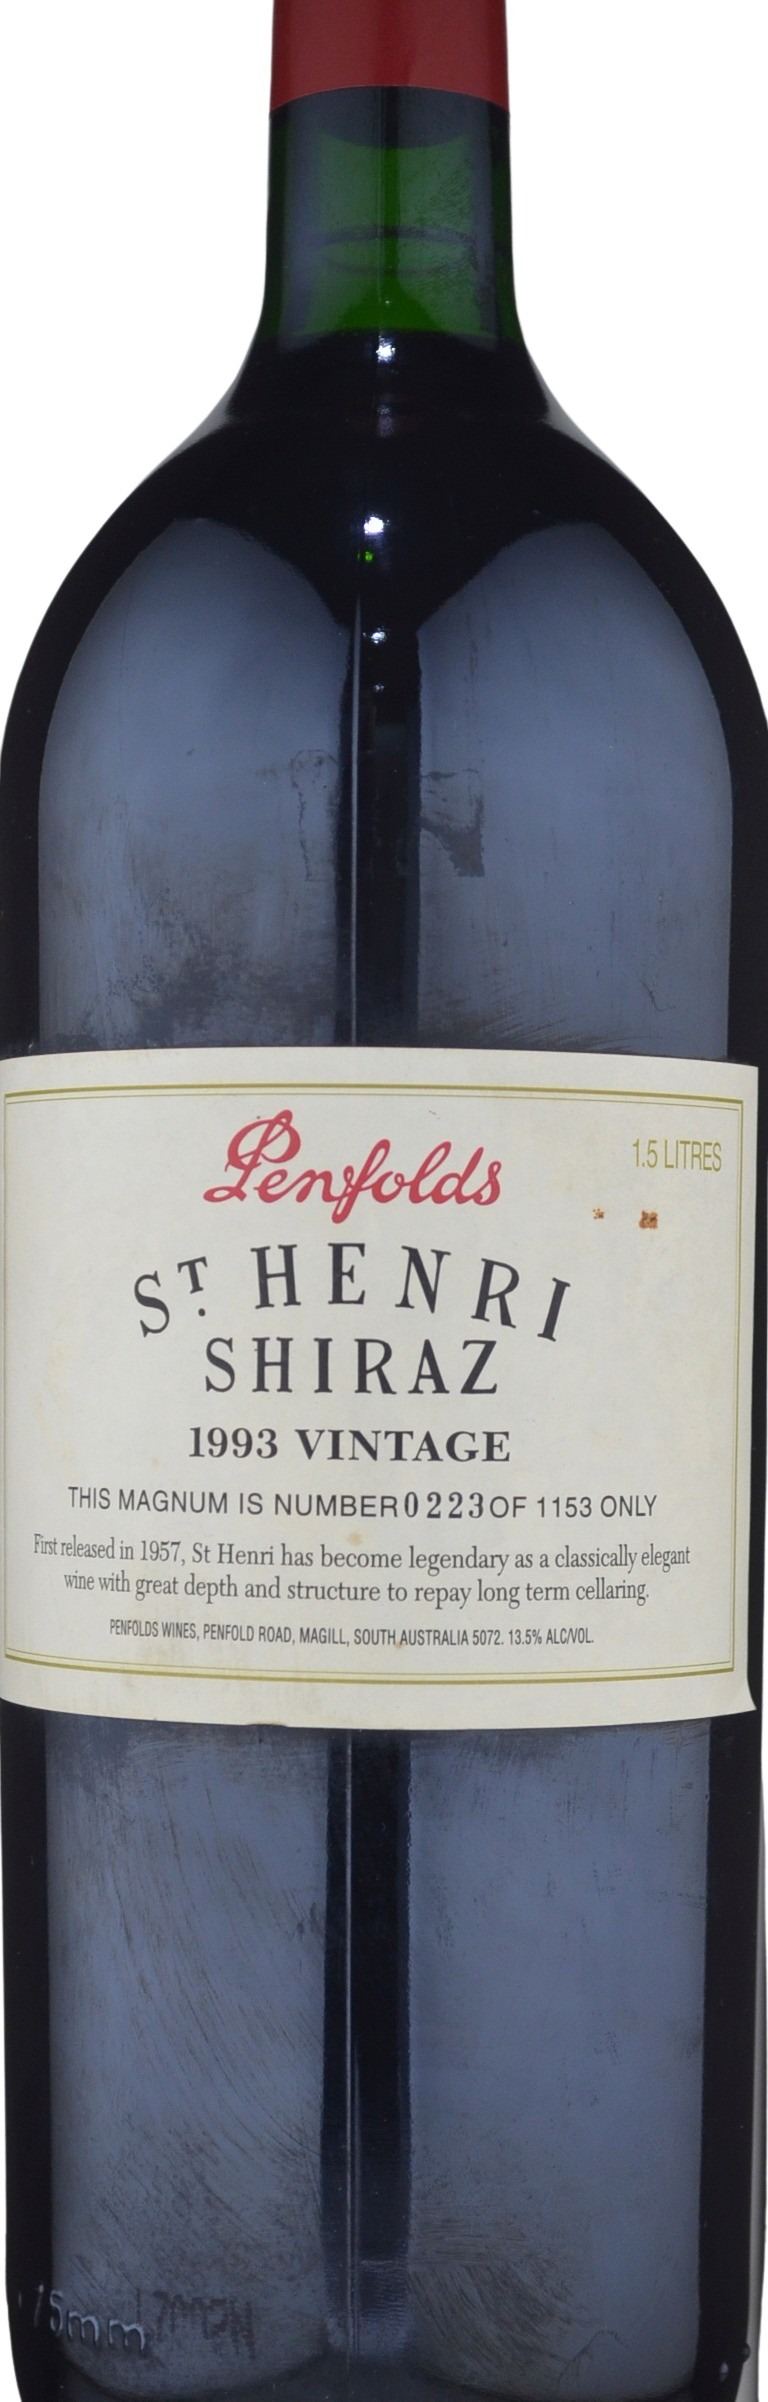 Penfolds
1.5 LITRES
ST. HENRI
SHIRAZ
1993 VINTAGE
THIS MAGNUM IS NUMBER 0223 OF 1153 ONLY
First released in 1957, St Henri has become legendary as a classically elegant
wine with great depth and structure to repay long term cellaring.
PENFOLDS WINES, PENFOLD ROAD, MAGILL, SOUTH AUSTRALIA 5072. 13.5% ALC/VOL.